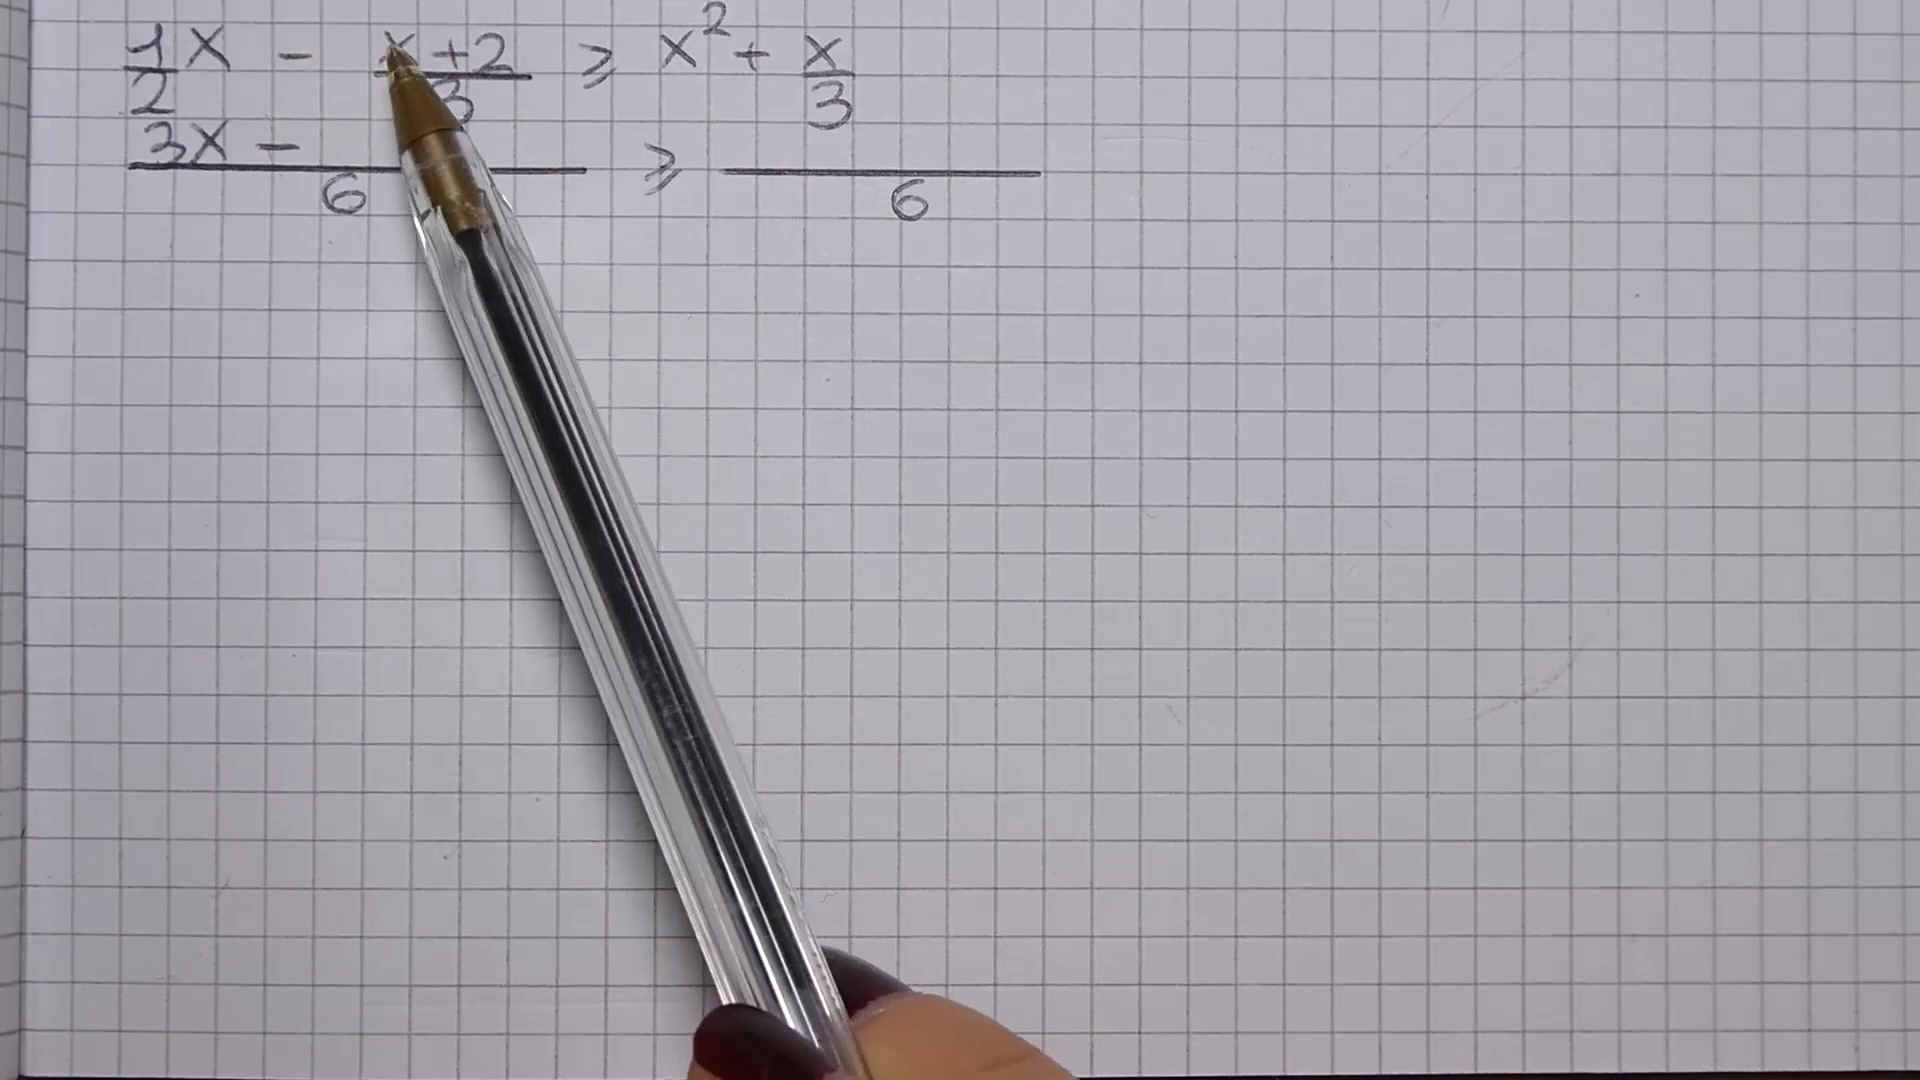 1/2 x - x+2/3 ⩾ x² + x/3
3x - /6 ⩾ /6